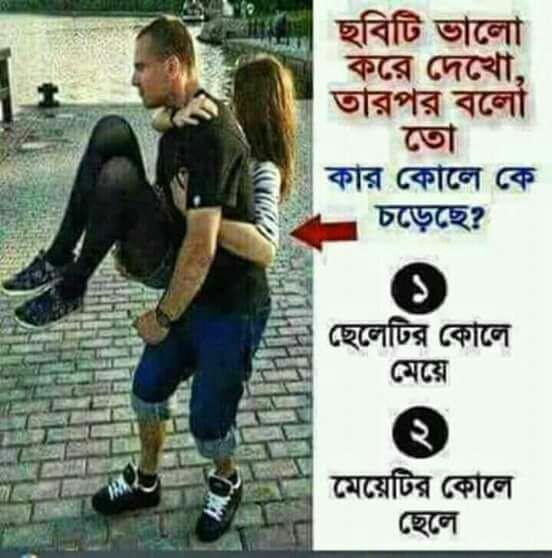 ছবিটি ভালো
করে দেখো,
তারপর বলো
তো
কার কোলে কে
চড়েছে?
১
ছেলেটির কোলে
মেয়ে
২
মেয়েটির কোলে
ছেলে